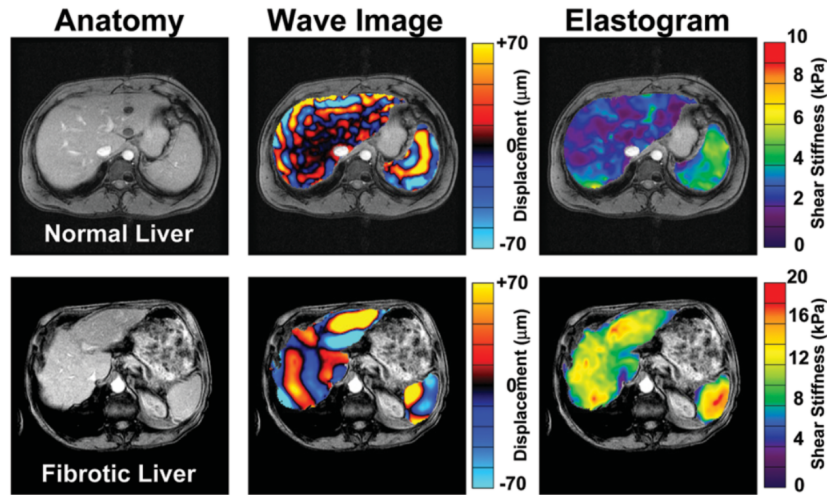 Anatomy
Wave Image
Elastogram
Normal Liver
+70
0
-70
Displacement (μm)
10
8
6
4
2
0
Shear Stiffness (kPa)
Fibrotic Liver
+70
0
-70
Displacement (μm)
20
16
12
8
4
0
Shear Stiffness (kPa)